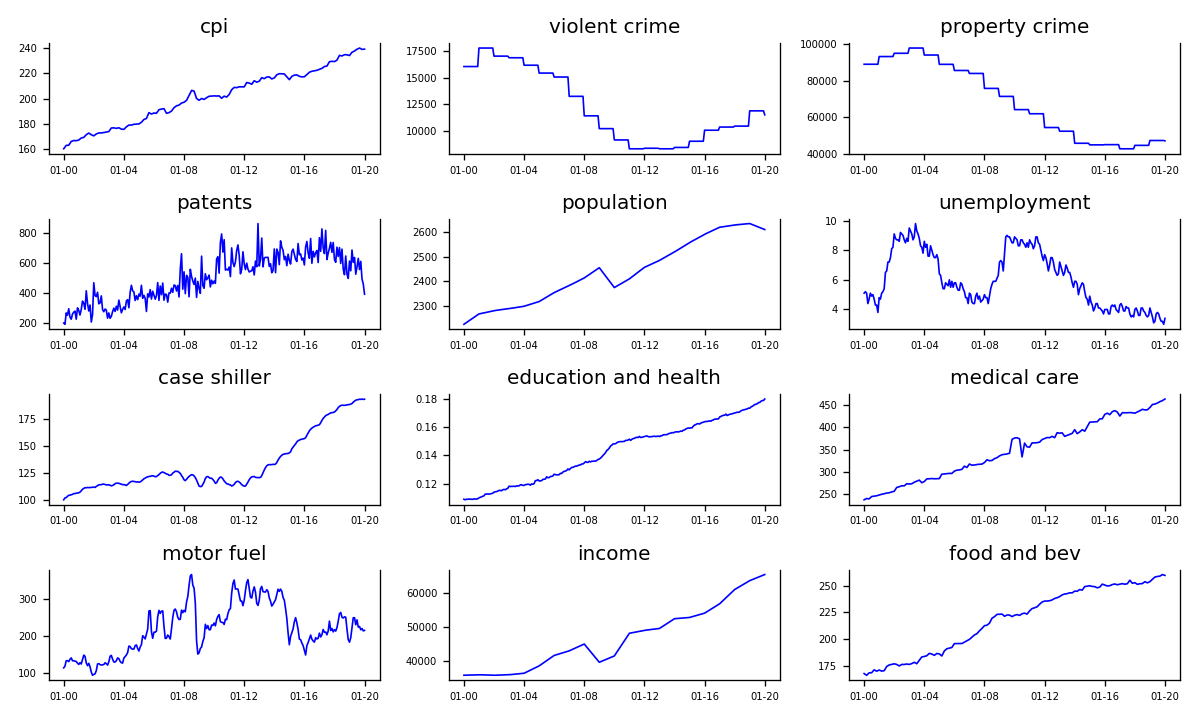 cpi violent crime property crime
240 17500 100000
220 15000 80000
200 12500
180 10000 60000
160 40000
01-00 01-04 01-08 01-12 01-16 01-20 01-00 01-04 01-08 01-12 01-16 01-20 01-00 01-04 01-08 01-12 01-16 01-20
patents population unemployment
800 2600 10
600 2500 8
400 2400 6
200 2300 4
01-00 01-04 01-08 01-12 01-16 01-20 01-00 01-04 01-08 01-12 01-16 01-20 01-00 01-04 01-08 01-12 01-16 01-20
case shiller education and health medical care
175 0.18 450
150 0.16 400
125 0.14 350
100 0.12 300
250
01-00 01-04 01-08 01-12 01-16 01-20 01-00 01-04 01-08 01-12 01-16 01-20 01-00 01-04 01-08 01-12 01-16 01-20
motor fuel income food and bev
300 60000 250
200 50000 225
100 40000 200
175
01-00 01-04 01-08 01-12 01-16 01-20 01-00 01-04 01-08 01-12 01-16 01-20 01-00 01-04 01-08 01-12 01-16 01-20